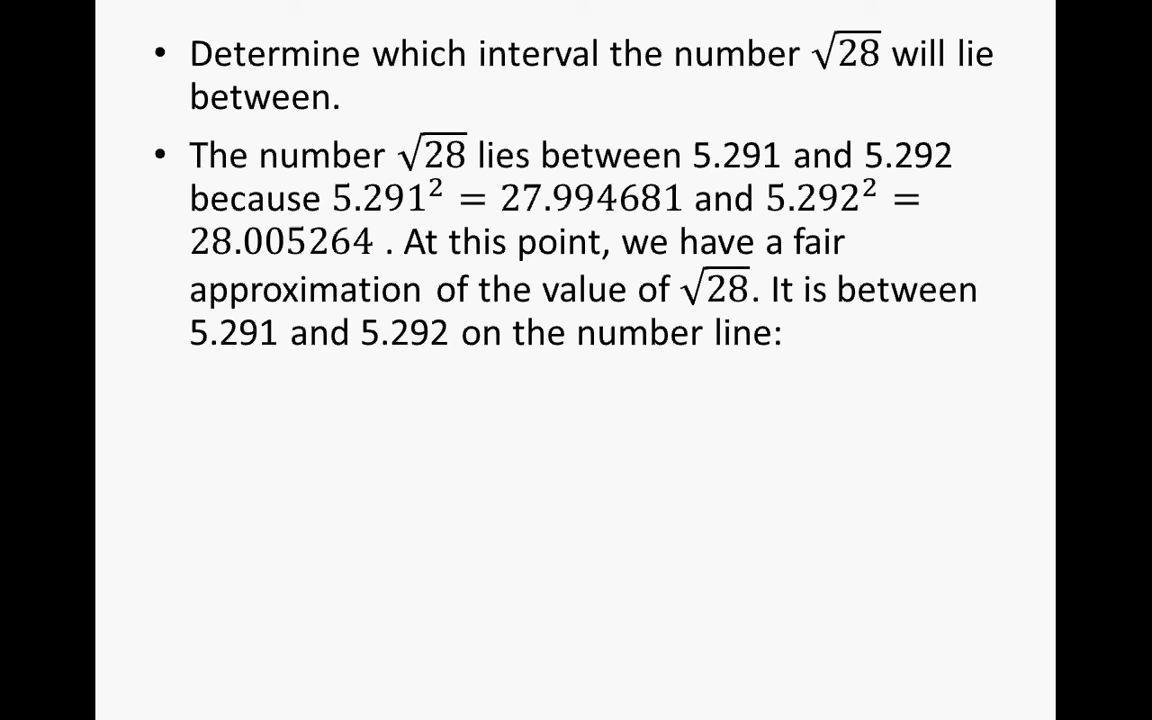 • Determine which interval the number √28 will lie
between.
• The number √28 lies between 5.291 and 5.292
because 5.291² = 27.994681 and 5.292² =
28.005264 . At this point, we have a fair
approximation of the value of √28. It is between
5.291 and 5.292 on the number line: